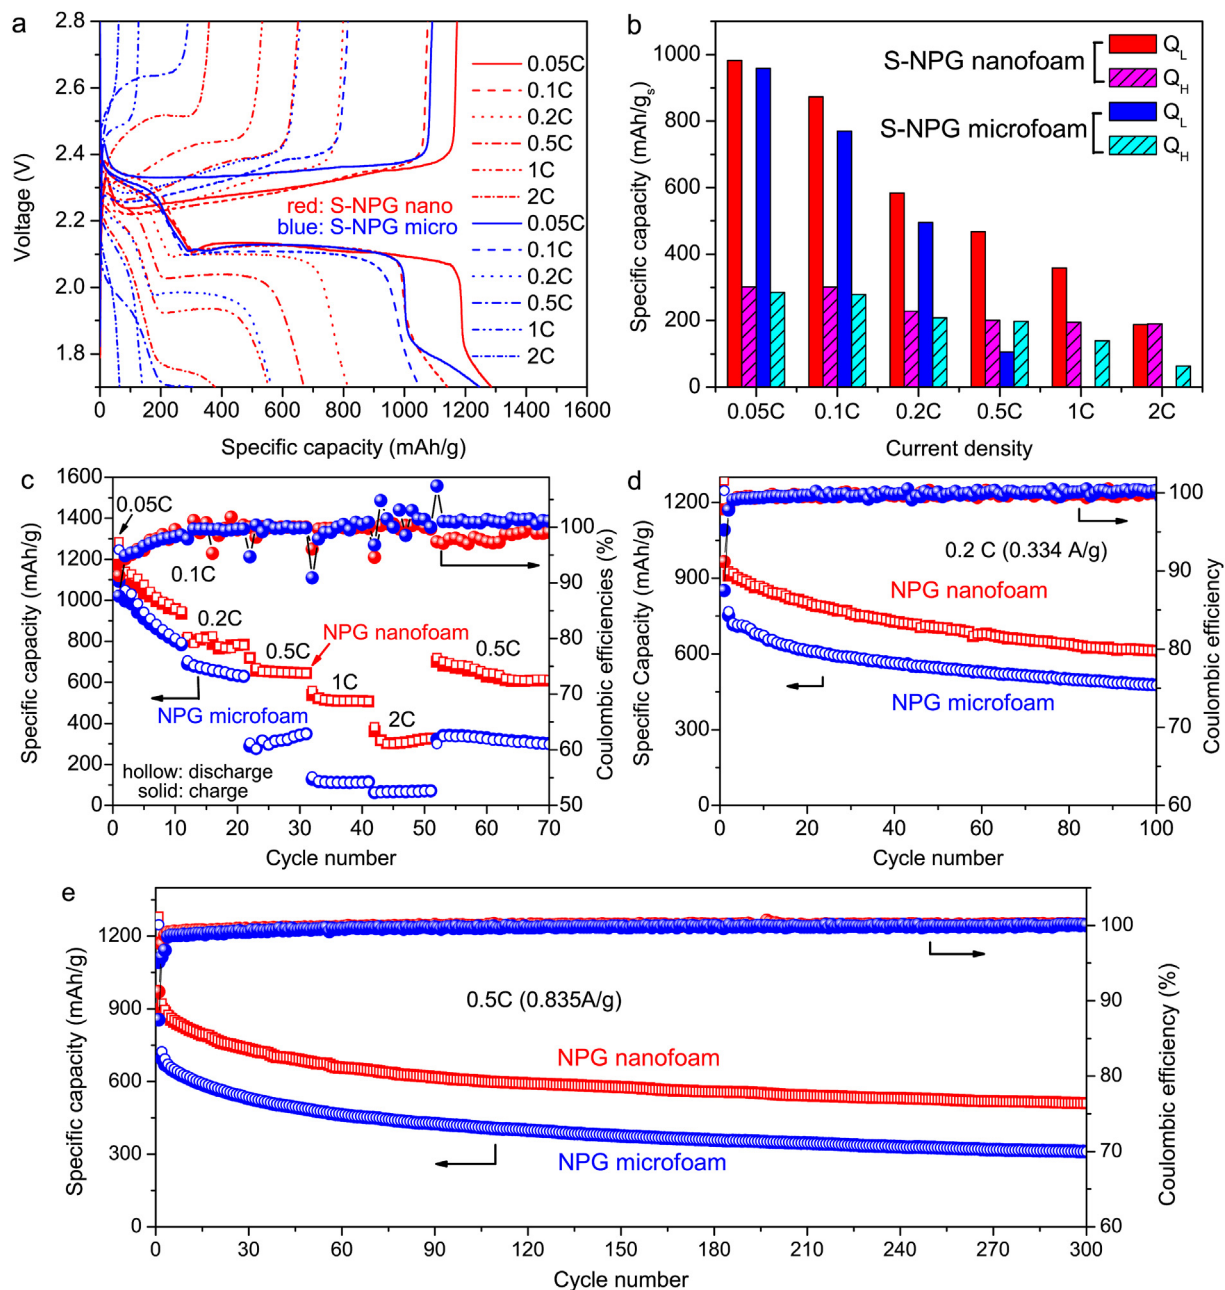 a
2.8
2.6
2.4
2.2
2.0
1.8
Voltage (V)
0 200 400 600 800 1000 1200 1400 1600
Specific capacity (mAh/g)
0.05C
0.1C
0.2C
0.5C
1C
2C
0.05C
0.1C
0.2C
0.5C
1C
2C
red: S-NPG nano
blue: S-NPG micro
b
1000
800
600
400
200
0
Specific capacity (mAh/gs)
S-NPG nanofoam
QL
QH
S-NPG microfoam
QL
QH
0.05C 0.1C 0.2C 0.5C 1C 2C
Current density
c
1600
1400
1200
1000
800
600
400
200
0
Specific capacity (mAh/g)
0.05C
0.1C
0.2C
0.5C
NPG nanofoam
1C
0.5C
NPG microfoam
2C
hollow: discharge
solid: charge
100
90
80
70
60
50
Coulombic efficiencies (%)
0 10 20 30 40 50 60 70
Cycle number
d
1200
900
600
300
0
Specific Capacity (mAh/g)
0.2 C (0.334 A/g)
NPG nanofoam
NPG microfoam
100
90
80
70
60
Coulombic efficiency
0 20 40 60 80 100
Cycle number
e
1200
900
600
300
0
Specific capacity (mAh/g)
0.5C (0.835A/g)
NPG nanofoam
NPG microfoam
100
90
80
70
60
Coulombic efficiency (%)
0 30 60 90 120 150 180 210 240 270 300
Cycle number